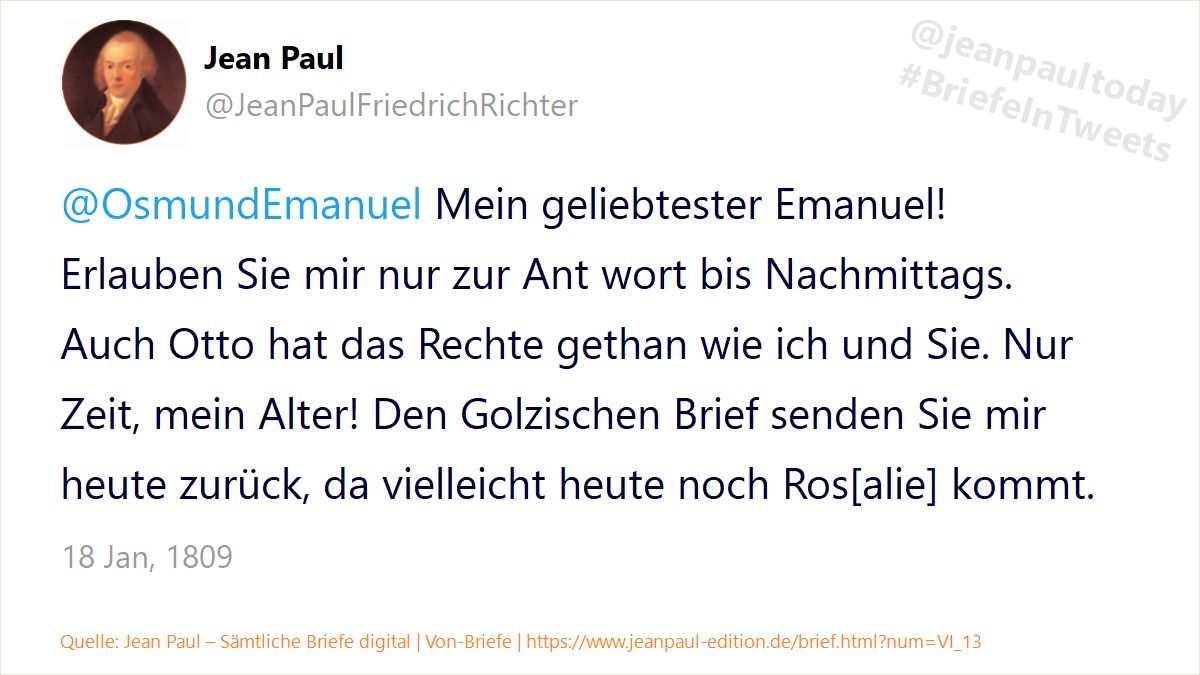 Jean Paul
@JeanPaulFriedrichRichter
@jeanpaultoday
#BriefeInTweets
@OsmundEmanuel Mein geliebtester Emanuel!
Erlauben Sie mir nur zur Ant wort bis Nachmittags.
Auch Otto hat das Rechte gethan wie ich und Sie. Nur
Zeit, mein Alter! Den Golzischen Brief senden Sie mir
heute zurück, da vielleicht heute noch Ros[alie] kommt.
18 Jan, 1809
Quelle: Jean Paul – Sämtliche Briefe digital | Von-Briefe | https://www.jeanpaul-edition.de/brief.html?num=VI_13